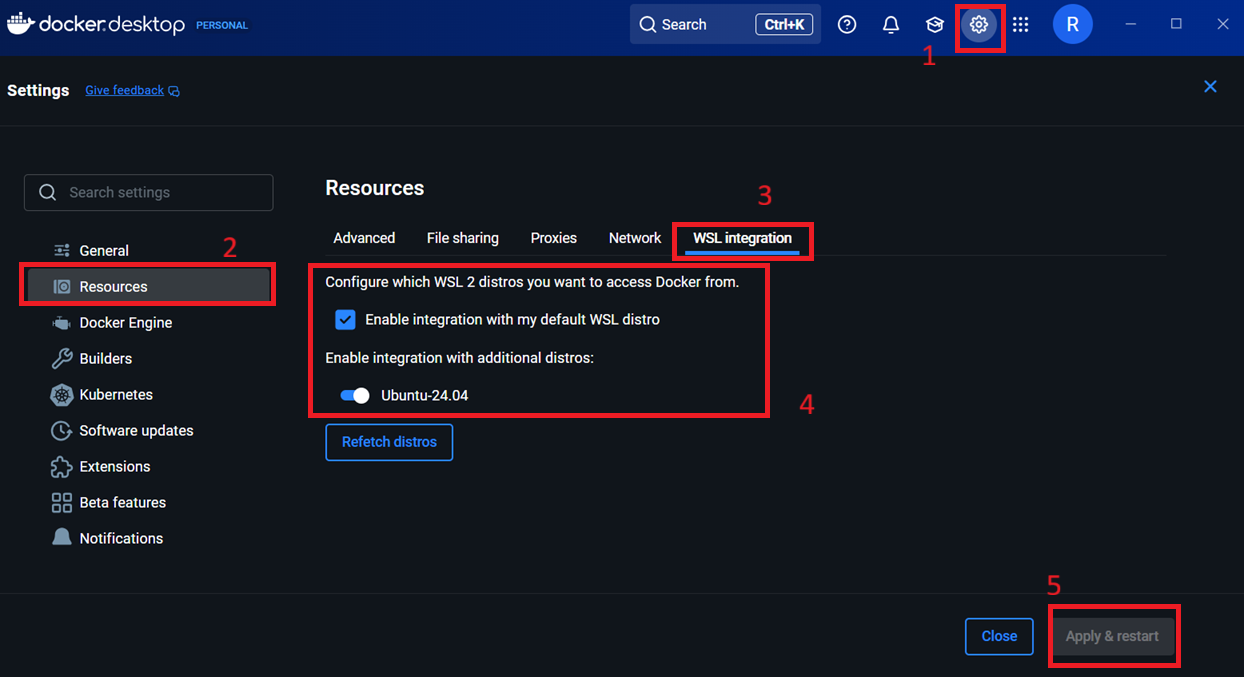 docker.desktop PERSONAL Search Ctrl+K R
1
Settings Give feedback
Search settings
General
2
Resources
Docker Engine
Builders
Kubernetes
Software updates
Extensions
Beta features
Notifications
Resources
3
Advanced File sharing Proxies Network WSL integration
Configure which WSL 2 distros you want to access Docker from.
Enable integration with my default WSL distro
Enable integration with additional distros:
Ubuntu-24.04
4
Refetch distros
5
Close Apply & restart